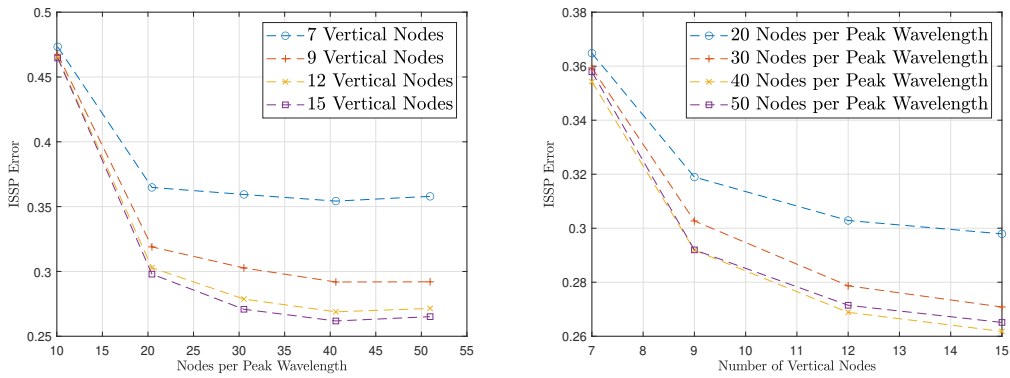 0.5
0.45
0.4
0.35
0.3
0.25
ISSP Error
10
15
20
25
30
35
40
45
50
55
Nodes per Peak Wavelength
7 Vertical Nodes
9 Vertical Nodes
12 Vertical Nodes
15 Vertical Nodes
0.38
0.36
0.34
0.32
0.3
0.28
0.26
ISSP Error
7
8
9
10
11
12
13
14
15
Number of Vertical Nodes
20 Nodes per Peak Wavelength
30 Nodes per Peak Wavelength
40 Nodes per Peak Wavelength
50 Nodes per Peak Wavelength